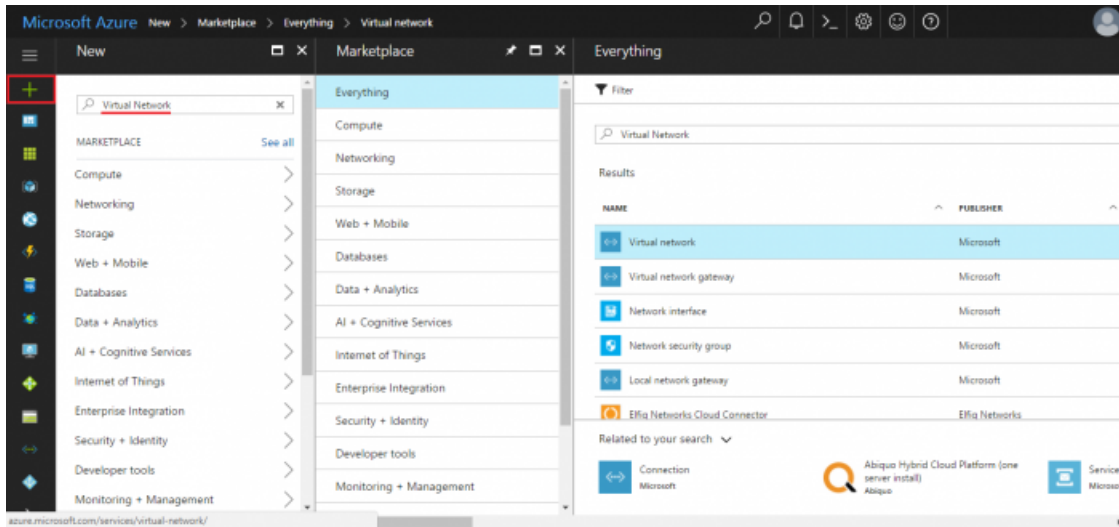 Microsoft Azure New > Marketplace > Everything > Virtual network
New
Virtual Network
MARKETPLACE See all
Compute
Networking
Storage
Web + Mobile
Databases
Data + Analytics
AI + Cognitive Services
Internet of Things
Enterprise Integration
Security + Identity
Developer tools
Monitoring + Management
azure.microsoft.com/services/virtual-network/
Marketplace
Everything
Compute
Networking
Storage
Web + Mobile
Databases
Data + Analytics
AI + Cognitive Services
Internet of Things
Enterprise Integration
Security + Identity
Developer tools
Monitoring + Management
Everything
Filter
Virtual Network
Results
NAME PUBLISHER
Virtual network Microsoft
Virtual network gateway Microsoft
Network interface Microsoft
Network security group Microsoft
Local network gateway Microsoft
Elfiq Networks Cloud Connector Elfiq Networks
Related to your search
Connection
Microsoft
Abiquo Hybrid Cloud Platform (one
server install)
Abiquo
Service
Microso